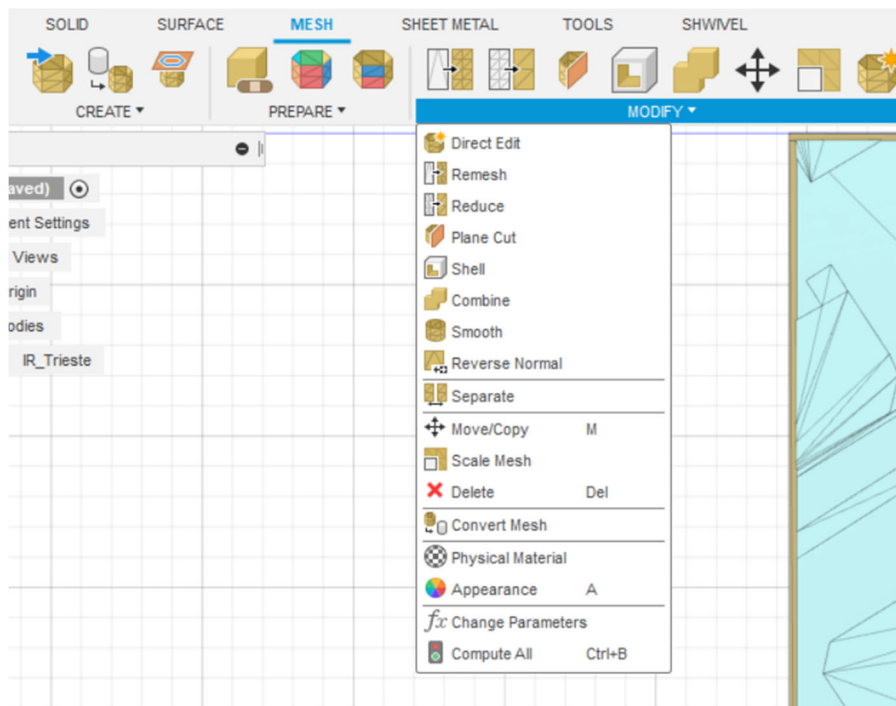 SOLID SURFACE MESH SHEET METAL TOOLS SHWIVEL
CREATE PREPARE MODIFY
aved)
ent Settings
Views
rigin
odies
IR_Trieste
Direct Edit
Remesh
Reduce
Plane Cut
Shell
Combine
Smooth
Reverse Normal
Separate
Move/Copy M
Scale Mesh
Delete Del
Convert Mesh
Physical Material
Appearance A
fx Change Parameters
Compute All Ctrl+B